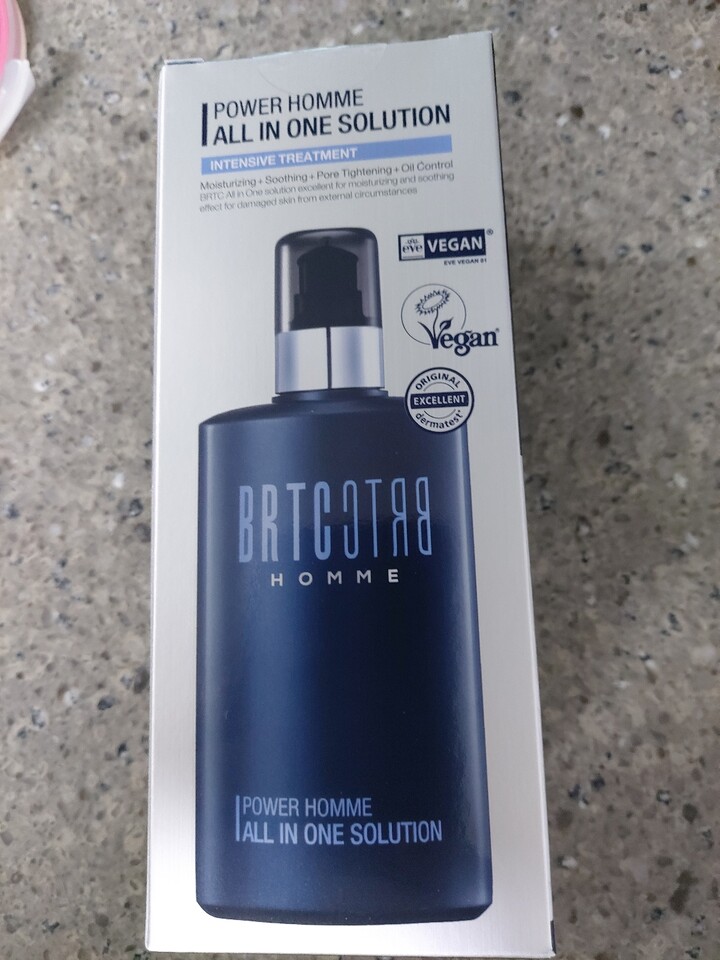 POWER HOMME
ALL IN ONE SOLUTION
INTENSIVE TREATMENT
Moisturizing + Soothing + Pore Tightening + Oil Control
BRTC All in One solution excellent for moisturizing and soothing
effect for damaged skin from external circumstances
eve VEGAN®
EVE VEGAN 01
Vegan®
ORIGINAL
EXCELLENT
dermatest®
BRTC
HOMME
POWER HOMME
ALL IN ONE SOLUTION